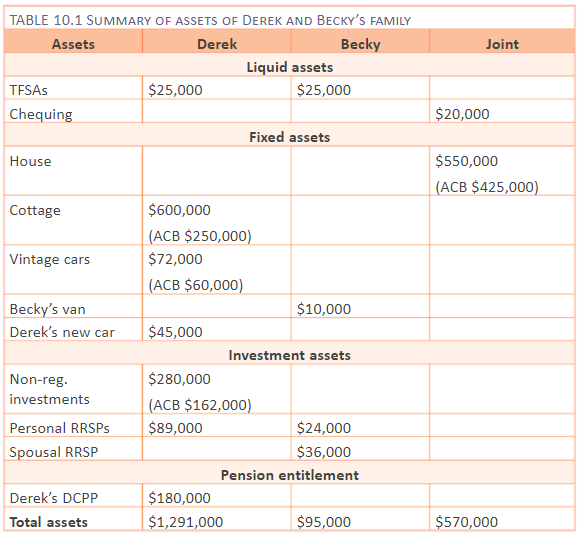 TABLE 10.1 SUMMARY OF ASSETS OF DEREK AND BECKY'S FAMILY
Assets Derek Becky Joint
Liquid assets
TFSAs $25,000 $25,000
Chequing $20,000
Fixed assets
House $550,000
(ACB $425,000)
Cottage $600,000
(ACB $250,000)
Vintage cars $72,000
(ACB $60,000)
Becky's van $10,000
Derek's new car $45,000
Investment assets
Non-reg. $280,000
investments (ACB $162,000)
Personal RRSPs $89,000 $24,000
Spousal RRSP $36,000
Pension entitlement
Derek's DCPP $180,000
Total assets $1,291,000 $95,000 $570,000